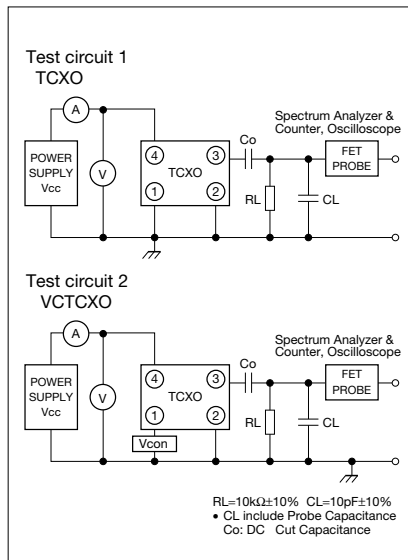 Test circuit 1
TCXO
A
Spectrum Analyzer &
Counter, Oscilloscope
Co
POWER
SUPPLY
Vcc
V
4
3
TCXO
1
2
RL
CL
FET
PROBE
Test circuit 2
VCTCXO
A
Spectrum Analyzer &
Counter, Oscilloscope
Co
POWER
SUPPLY
Vcc
V
4
3
TCXO
1
2
Vcon
RL
CL
FET
PROBE
RL=10kΩ±10% CL=10pF±10%
• CL include Probe Capacitance
Co: DC Cut Capacitance